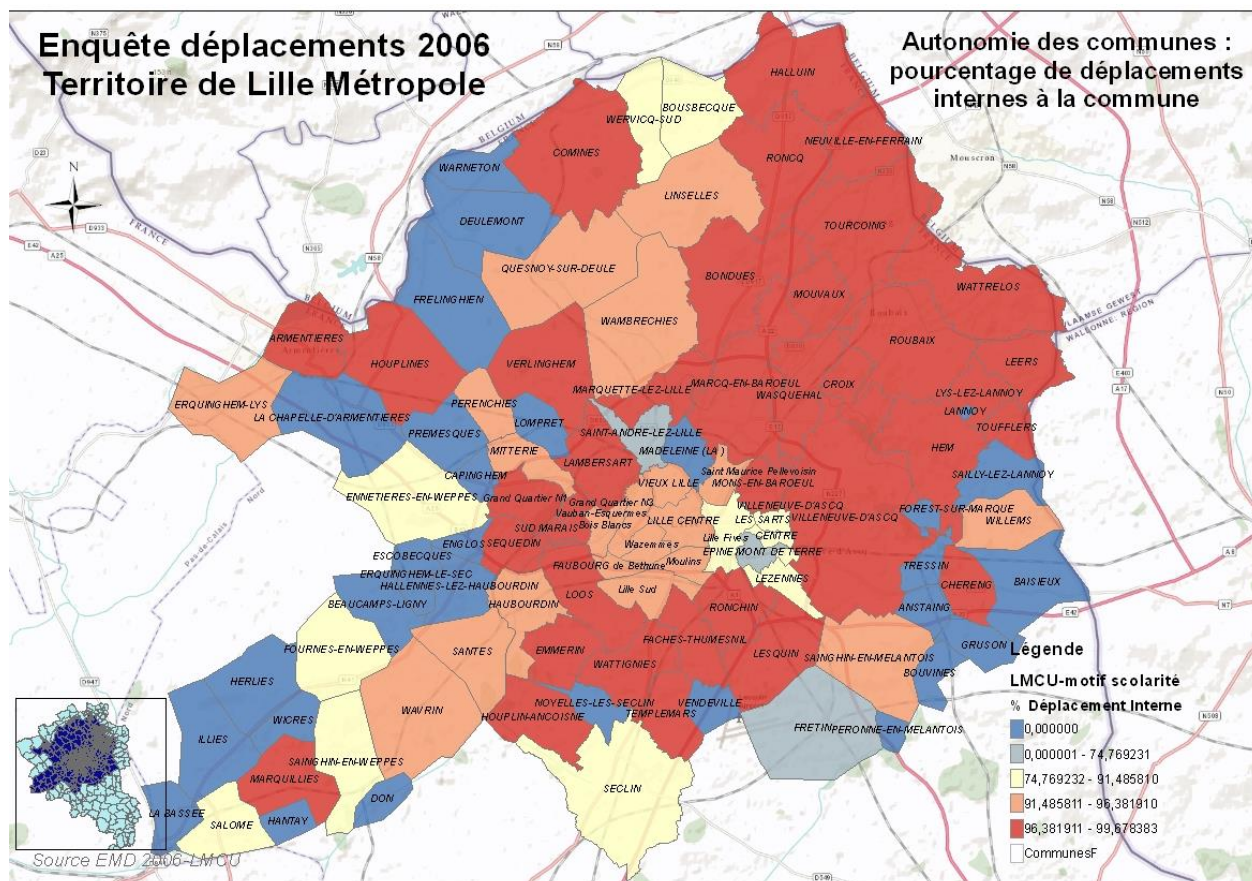 Enquête déplacements 2006
Territoire de Lille Métropole
Autonomie des communes :
pourcentage de déplacements
internes à la commune
N
HALLUIN
BOUSBECQUE
WERVICQ-SUD
NEUVILLE-EN-FERRAIN
Mouscron
COMINES
RONCQ
WARNETON
LINSELLES
DEULEMONT
TOURCOING
QUESNOY-SUR-DEULE
BONDUES
WATTRELOS
MOUVAUX
FRELINGHIEN
WAMBRECHIES
ROUBAIX
VLAAMSE GEWEST
WALLONNE, REGION
ARMENTIERES
HOUPLINES
VERLINGHEM
LEERS
MARQUETTE-LEZ-LILLE
MARCQ-EN-BAROEUL
WASQUEHAL
CROIX
LYS-LEZ-LANNOY
ERQUINGHEM-LYS
LA CHAPELLE-D'ARMENTIERES
PERENCHIES
LANNOY
PREMESQUES
LOMPRET
SAINT-ANDRE-LEZ-LILLE
TOUFFLERS
MITTERIE
MADELEINE (LA )
HEM
CAPINGHEM
LAMBERSART
Saint Maurice Pellevoisin
SAILLY-LEZ-LANNOY
VIEUX LILLE
MONS-EN-BAROEUL
ENNETIERES-EN-WEPPES
Grand Quartier N1
Grand Quartier N3
VILLENEUVE-D'ASCQ
FOREST-SUR-MARQUE
Vauban-Esquermes
SUD MARAIS
Bois Blancs
LILLE CENTRE
LES SARTS
VILLENEUVE-D'ASCQ
WILLEMS
ENGLOS
SEQUEDIN
Wazemmes
Lille Fives
CENTRE
ESCOBECQUES
EPINE
MONT DE TERRE
FAUBOURG de Bethune
Moulins
TRESSIN
ERQUINGHEM-LE-SEC
HALLENNES-LEZ-HAUBOURDIN
LEZENNES
CHERENG
BAISIEUX
LOOS
Lille Sud
BEAUCAMPS-LIGNY
HAUBOURDIN
RONCHIN
ANSTAING
FACHES-THUMESNIL
FOURNES-EN-WEPPES
SANTES
EMMERIN
LESQUIN
SAINGHIN-EN-MELANTOIS
GRUSON
WATTIGNIES
BOUVINES
HERLIES
WAVRIN
NOYELLES-LES-SECLIN
VENDEVILLE
WICRES
HOUPLIN-ANCOISNE
TEMPLEMARS
FRETIN
PERONNE-EN-MELANTOIS
ILLIES
SAINGHIN-EN-WEPPES
MARQUILLIES
SECLIN
LA BASSEE
DON
HANTAY
SALOME
Légende
LMCU-motif scolarité
% Déplacement Interne
0,000000
0,000001 - 74,769231
74,769232 - 91,485810
91,485811 - 96,381910
96,381911 - 99,678383
CommunesF
Source EMD 2006-LMCU